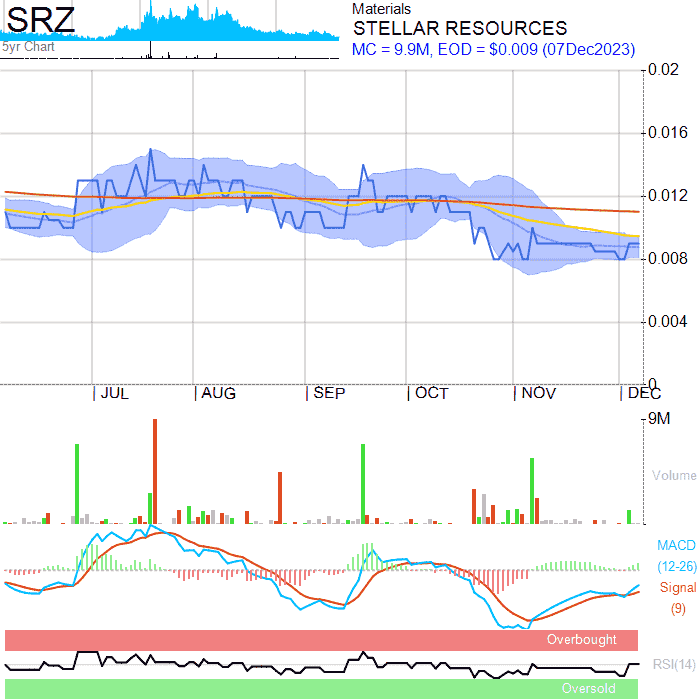 SRZ
5yr Chart
Materials
STELLAR RESOURCES
MC = 9.9M, EOD = $0.009 (07Dec2023)
0.02
0.016
0.012
0.008
0.004
0
JUL AUG SEP OCT NOV DEC
9M
Volume
MACD
(12-26)
Signal
(9)
Overbought
RSI(14)
Oversold